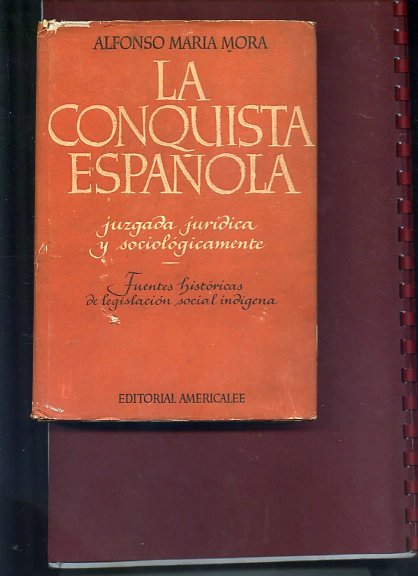 ALFONSO MARIA MORA
LA
CONQUISTA
ESPAÑOLA
juzgada jurídica
y sociológicamente
Fuentes históricas
de legislación social indígena
EDITORIAL AMERICALEE